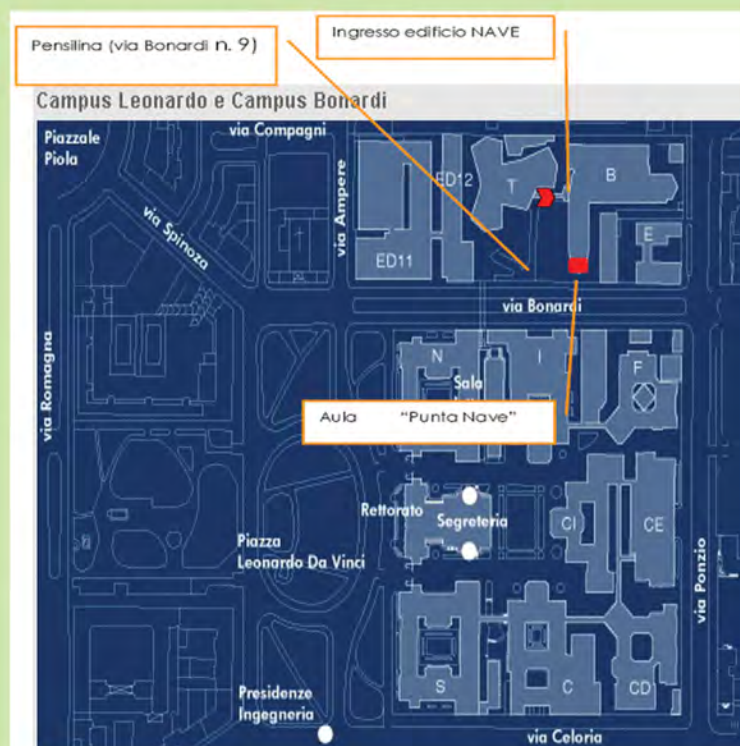 Pensilina (via Bonardi n. 9)
Ingresso edificio NAVE
Campus Leonardo e Campus Bonardi
Piazzale
Piola
via Compagni
via Spinoza
via Ampere
ED12
T
B
E
ED11
via Bonardi
via Romagna
N
I
F
Sala
Aula "Punta Nave"
Rettorato
Segreteria
CI
CE
Piazza
Leonardo Da Vinci
via Ponzio
S
C
CD
Presidenze
Ingegneria
via Celoria